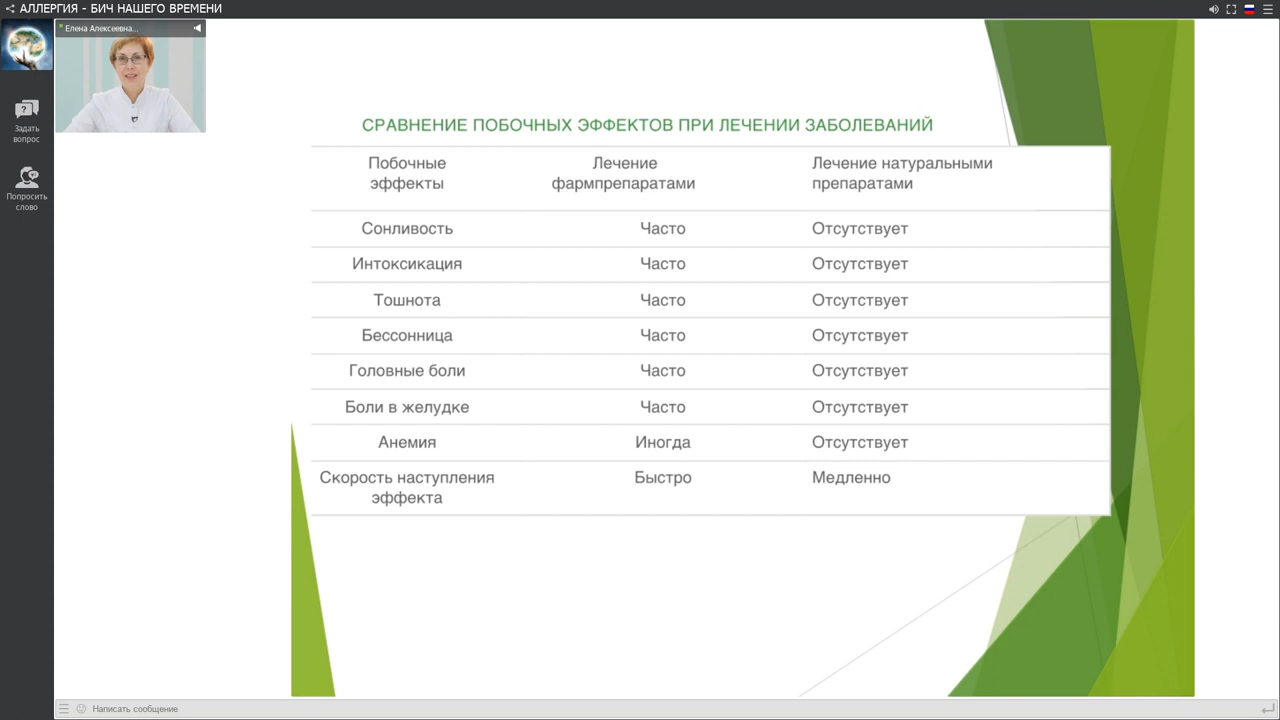 АЛЛЕРГИЯ - БИЧ НАШЕГО ВРЕМЕНИ
Елена Алексеевна...
Задать
вопрос
Попросить
слово
СРАВНЕНИЕ ПОБОЧНЫХ ЭФФЕКТОВ ПРИ ЛЕЧЕНИИ ЗАБОЛЕВАНИЙ
Побочные эффекты Лечение фармпрепаратами Лечение натуральными препаратами
Сонливость Часто Отсутствует
Интоксикация Часто Отсутствует
Тошнота Часто Отсутствует
Бессонница Часто Отсутствует
Головные боли Часто Отсутствует
Боли в желудке Часто Отсутствует
Анемия Иногда Отсутствует
Скорость наступления эффекта Быстро Медленно
Написать сообщение